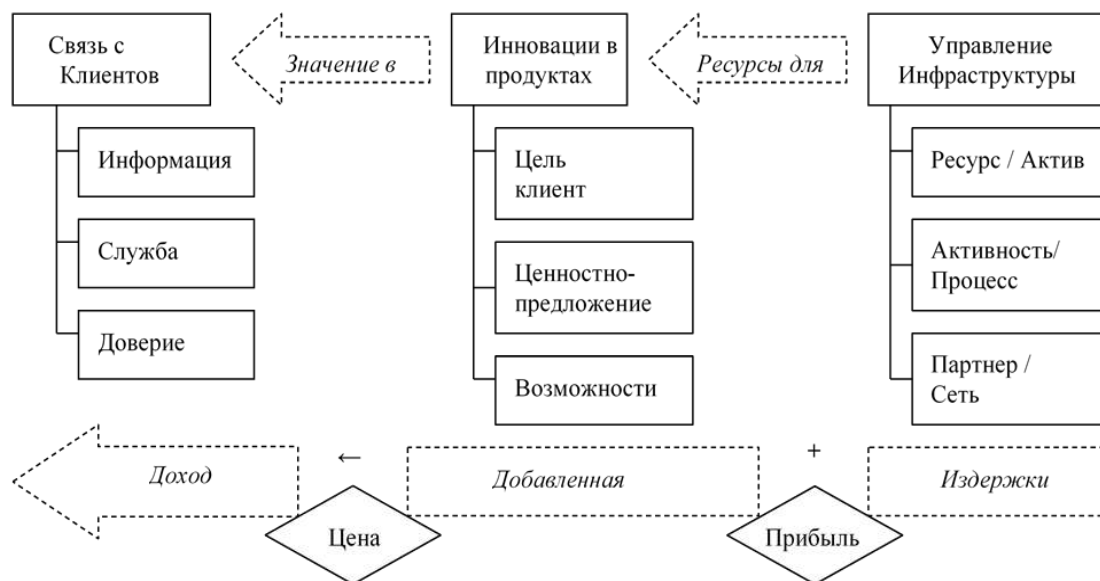 Связь с
Клиентов
Значение в
Инновации в
продуктах
Ресурсы для
Управление
Инфраструктуры
Информация
Служба
Доверие
Цель
клиент
Ценностно-
предложение
Возможности
Ресурс / Актив
Активность/
Процесс
Партнер /
Сеть
Доход
←
Добавленная
+
Издержки
Цена
Прибыль